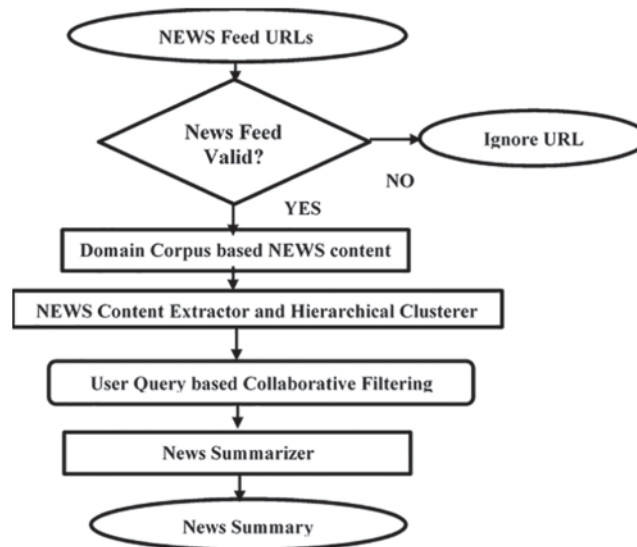 NEWS Feed URLs
News Feed
Valid?
Ignore URL
NO
YES
Domain Corpus based NEWS content
NEWS Content Extractor and Hierarchical Clusterer
User Query based Collaborative Filtering
News Summarizer
News Summary